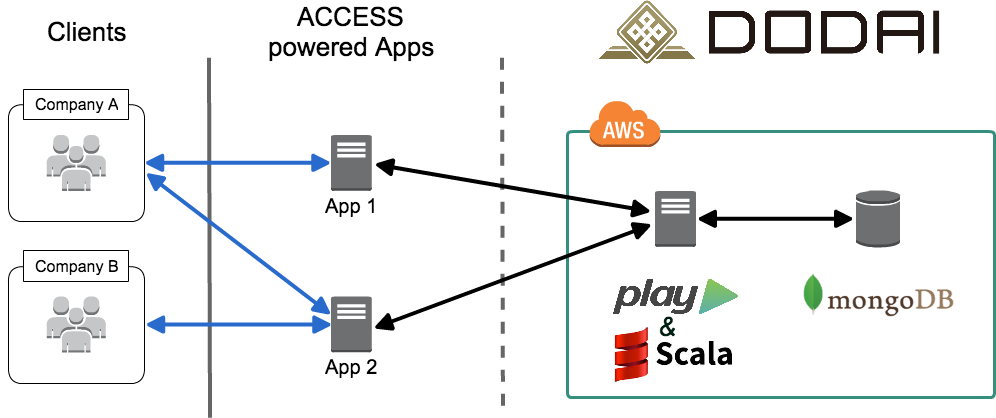 Clients
ACCESS
powered Apps
DODAI
Company A
AWS
App 1
Company B
App 2
play
&
Scala
mongoDB